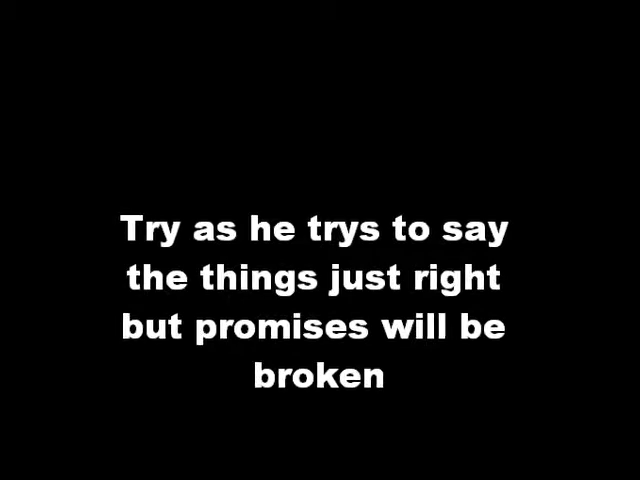 Try as he trys to say
the things just right
but promises will be
broken